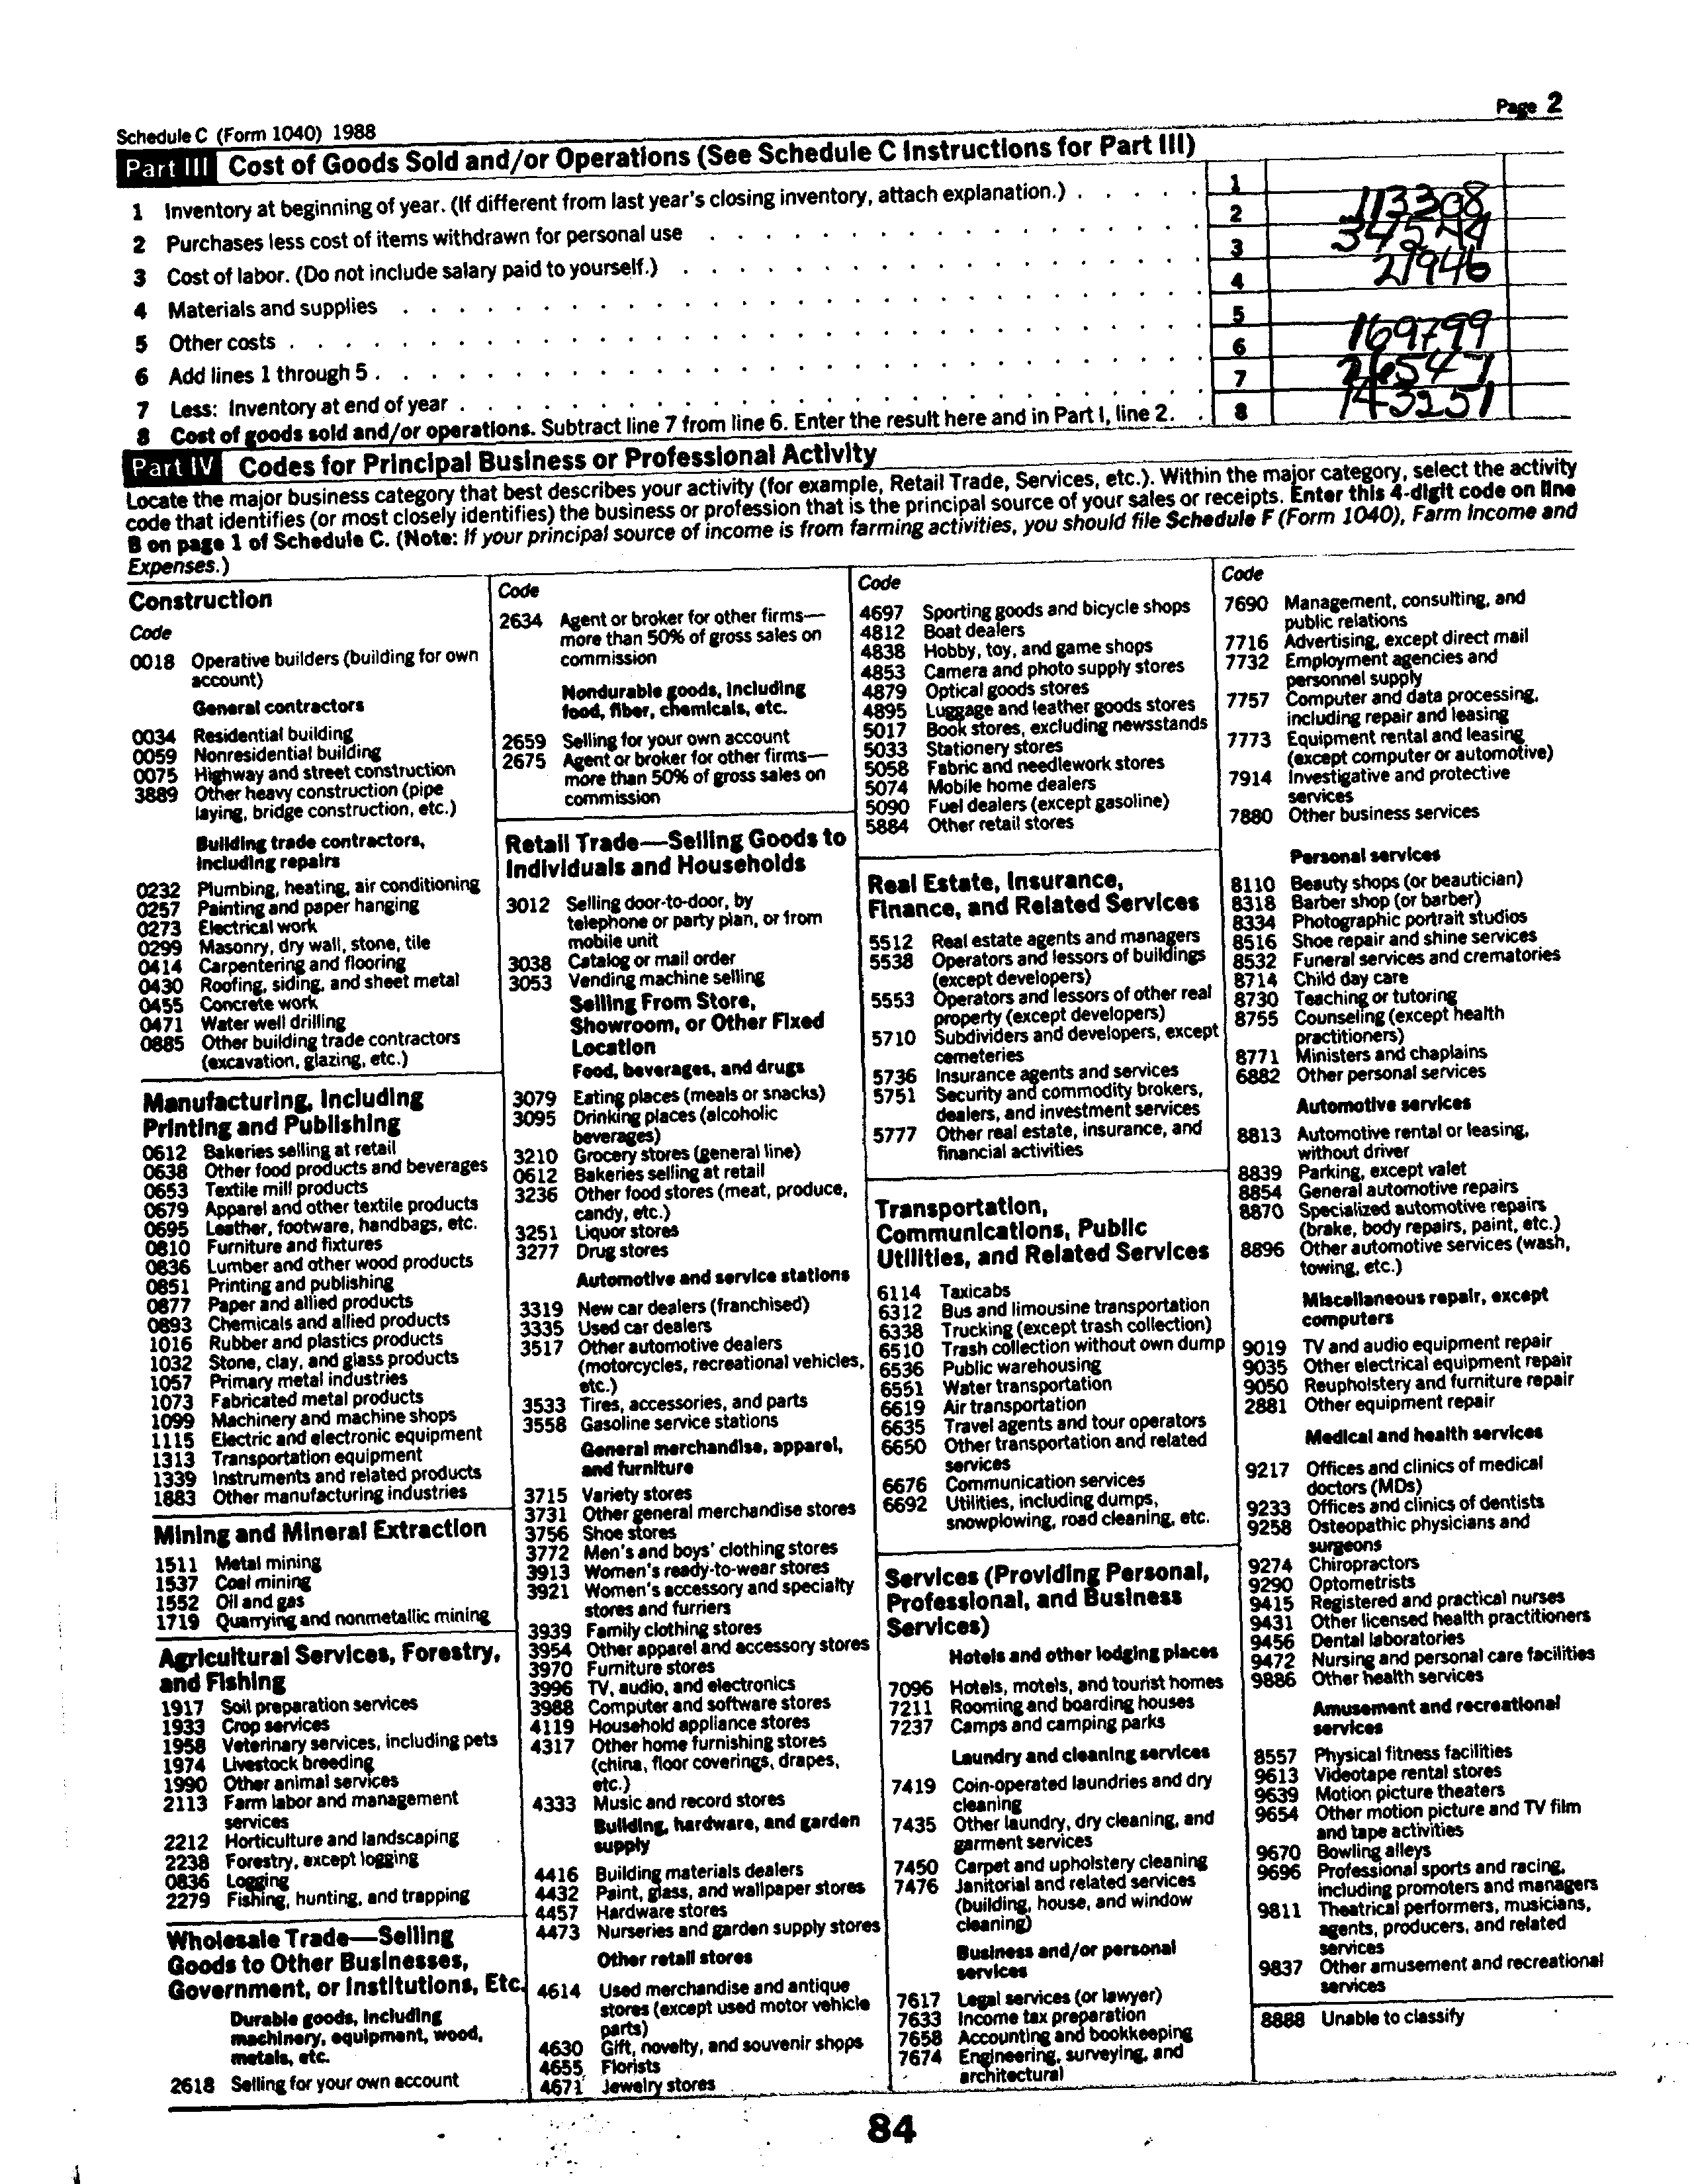 Page 2
Schedule C (Form 1040) 1988
Part III Cost of Goods Sold and/or Operations (See Schedule C Instructions for Part III)
1 Inventory at beginning of year. (If different from last year's closing inventory, attach explanation.) . . . . . 1
2 Purchases less cost of items withdrawn for personal use 2 113308
3 Cost of labor. (Do not include salary paid to yourself.) 3
4 Materials and supplies 4 21946
5 Other costs 5
6 Add lines 1 through 5 6 169799
7 Less: Inventory at end of year 7 26547
8 Cost of goods sold and/or operations. Subtract line 7 from line 6. Enter the result here and in Part I, line 2. . 8 143251
Part IV Codes for Principal Business or Professional Activity
Locate the major business category that best describes your activity (for example, Retail Trade, Services, etc.). Within the major category, select the activity
code that identifies (or most closely identifies) the business or profession that is the principal source of your sales or receipts. Enter this 4-digit code on line
B on page 1 of Schedule C. (Note: If your principal source of income is from farming activities, you should file Schedule F (Form 1040), Farm Income and
Expenses.)
Construction
Code
0018 Operative builders (building for own
account)
General contractors
0034 Residential building
0059 Nonresidential building
0075 Highway and street construction
3889 Other heavy construction (pipe
laying, bridge construction, etc.)
Building trade contractors,
including repairs
0232 Plumbing, heating, air conditioning
0257 Painting and paper hanging
0273 Electrical work
0299 Masonry, dry wall, stone, tile
0414 Carpentering and flooring
0430 Roofing, siding, and sheet metal
0455 Concrete work
0471 Water well drilling
0885 Other building trade contractors
(excavation, glazing, etc.)
Manufacturing, Including
Printing and Publishing
0612 Bakeries selling at retail
0638 Other food products and beverages
0653 Textile mill products
0679 Apparel and other textile products
0695 Leather, footware, handbags, etc.
0810 Furniture and fixtures
0836 Lumber and other wood products
0851 Printing and publishing
0877 Paper and allied products
0893 Chemicals and allied products
1016 Rubber and plastics products
1032 Stone, clay, and glass products
1057 Primary metal industries
1073 Fabricated metal products
1099 Machinery and machine shops
1115 Electric and electronic equipment
1313 Transportation equipment
1339 Instruments and related products
1883 Other manufacturing industries
Mining and Mineral Extraction
1511 Metal mining
1537 Coal mining
1552 Oil and gas
1719 Quarrying and nonmetallic mining
Agricultural Services, Forestry,
and Fishing
1917 Soil preparation services
1933 Crop services
1958 Veterinary services, including pets
1974 Livestock breeding
1990 Other animal services
2113 Farm labor and management
services
2212 Horticulture and landscaping
2238 Forestry, except logging
0836 Logging
2279 Fishing, hunting, and trapping
Wholesale Trade—Selling
Goods to Other Businesses,
Government, or Institutions, Etc.
Durable goods, including
machinery, equipment, wood,
metals, etc.
2618 Selling for your own account
Code
2634 Agent or broker for other firms—
more than 50% of gross sales on
commission
Nondurable goods, including
food, fiber, chemicals, etc.
2659 Selling for your own account
2675 Agent or broker for other firms—
more than 50% of gross sales on
commission
Retail Trade—Selling Goods to
Individuals and Households
3012 Selling door-to-door, by
telephone or party plan, or from
mobile unit
3038 Catalog or mail order
3053 Vending machine selling
Selling From Store,
Showroom, or Other Fixed
Location
Food, beverages, and drugs
3079 Eating places (meals or snacks)
3095 Drinking places (alcoholic
beverages)
3210 Grocery stores (general line)
0612 Bakeries selling at retail
3236 Other food stores (meat, produce,
candy, etc.)
3251 Liquor stores
3277 Drug stores
Automotive and service stations
3319 New car dealers (franchised)
3335 Used car dealers
3517 Other automotive dealers
(motorcycles, recreational vehicles,
etc.)
3533 Tires, accessories, and parts
3558 Gasoline service stations
General merchandise, apparel,
and furniture
3715 Variety stores
3731 Other general merchandise stores
3756 Shoe stores
3772 Men's and boys' clothing stores
3913 Women's ready-to-wear stores
3921 Women's accessory and specialty
stores and furriers
3939 Family clothing stores
3954 Other apparel and accessory stores
3970 Furniture stores
3996 TV, audio, and electronics
3988 Computer and software stores
4119 Household appliance stores
4317 Other home furnishing stores
(china, floor coverings, drapes,
etc.)
4333 Music and record stores
Building, hardware, and garden
supply
4416 Building materials dealers
4432 Paint, glass, and wallpaper stores
4457 Hardware stores
4473 Nurseries and garden supply stores
Other retail stores
4614 Used merchandise and antique
stores (except used motor vehicle
parts)
4630 Gift, novelty, and souvenir shops
4655 Florists
4671 Jewelry stores
Code
4697 Sporting goods and bicycle shops
4812 Boat dealers
4838 Hobby, toy, and game shops
4853 Camera and photo supply stores
4879 Optical goods stores
4895 Luggage and leather goods stores
5017 Book stores, excluding newsstands
5033 Stationery stores
5058 Fabric and needlework stores
5074 Mobile home dealers
5090 Fuel dealers (except gasoline)
5884 Other retail stores
Real Estate, Insurance,
Finance, and Related Services
5512 Real estate agents and managers
5538 Operators and lessors of buildings
(except developers)
5553 Operators and lessors of other real
property (except developers)
5710 Subdividers and developers, except
cemeteries
5736 Insurance agents and services
5751 Security and commodity brokers,
dealers, and investment services
5777 Other real estate, insurance, and
financial activities
Transportation,
Communications, Public
Utilities, and Related Services
6114 Taxicabs
6312 Bus and limousine transportation
6338 Trucking (except trash collection)
6510 Trash collection without own dump
6536 Public warehousing
6551 Water transportation
6619 Air transportation
6635 Travel agents and tour operators
6650 Other transportation and related
services
6676 Communication services
6692 Utilities, including dumps,
snowplowing, road cleaning, etc.
Services (Providing Personal,
Professional, and Business
Services)
Hotels and other lodging places
7096 Hotels, motels, and tourist homes
7211 Rooming and boarding houses
7237 Camps and camping parks
Laundry and cleaning services
7419 Coin-operated laundries and dry
cleaning
7435 Other laundry, dry cleaning, and
garment services
7450 Carpet and upholstery cleaning
7476 Janitorial and related services
(building, house, and window
cleaning)
Business and/or personal
services
7617 Legal services (or lawyer)
7633 Income tax preparation
7658 Accounting and bookkeeping
7674 Engineering, surveying, and
architectural
Code
7690 Management, consulting, and
public relations
7716 Advertising, except direct mail
7732 Employment agencies and
personnel supply
7757 Computer and data processing,
including repair and leasing
7773 Equipment rental and leasing
(except computer or automotive)
7914 Investigative and protective
services
7880 Other business services
Personal services
8110 Beauty shops (or beautician)
8318 Barber shop (or barber)
8334 Photographic portrait studios
8516 Shoe repair and shine services
8532 Funeral services and crematories
8714 Child day care
8730 Teaching or tutoring
8755 Counseling (except health
practitioners)
8771 Ministers and chaplains
6882 Other personal services
Automotive services
8813 Automotive rental or leasing,
without driver
8839 Parking, except valet
8854 General automotive repairs
8870 Specialized automotive repairs
(brake, body repairs, paint, etc.)
8896 Other automotive services (wash,
towing, etc.)
Miscellaneous repair, except
computers
9019 TV and audio equipment repair
9035 Other electrical equipment repair
9050 Reupholstery and furniture repair
2881 Other equipment repair
Medical and health services
9217 Offices and clinics of medical
doctors (MDs)
9233 Offices and clinics of dentists
9258 Osteopathic physicians and
surgeons
9274 Chiropractors
9290 Optometrists
9415 Registered and practical nurses
9431 Other licensed health practitioners
9456 Dental laboratories
9472 Nursing and personal care facilities
9886 Other health services
Amusement and recreational
services
8557 Physical fitness facilities
9613 Videotape rental stores
9639 Motion picture theaters
9654 Other motion picture and TV film
and tape activities
9670 Bowling alleys
9696 Professional sports and racing,
including promoters and managers
9811 Theatrical performers, musicians,
agents, producers, and related
services
9837 Other amusement and recreational
services
8888 Unable to classify
84